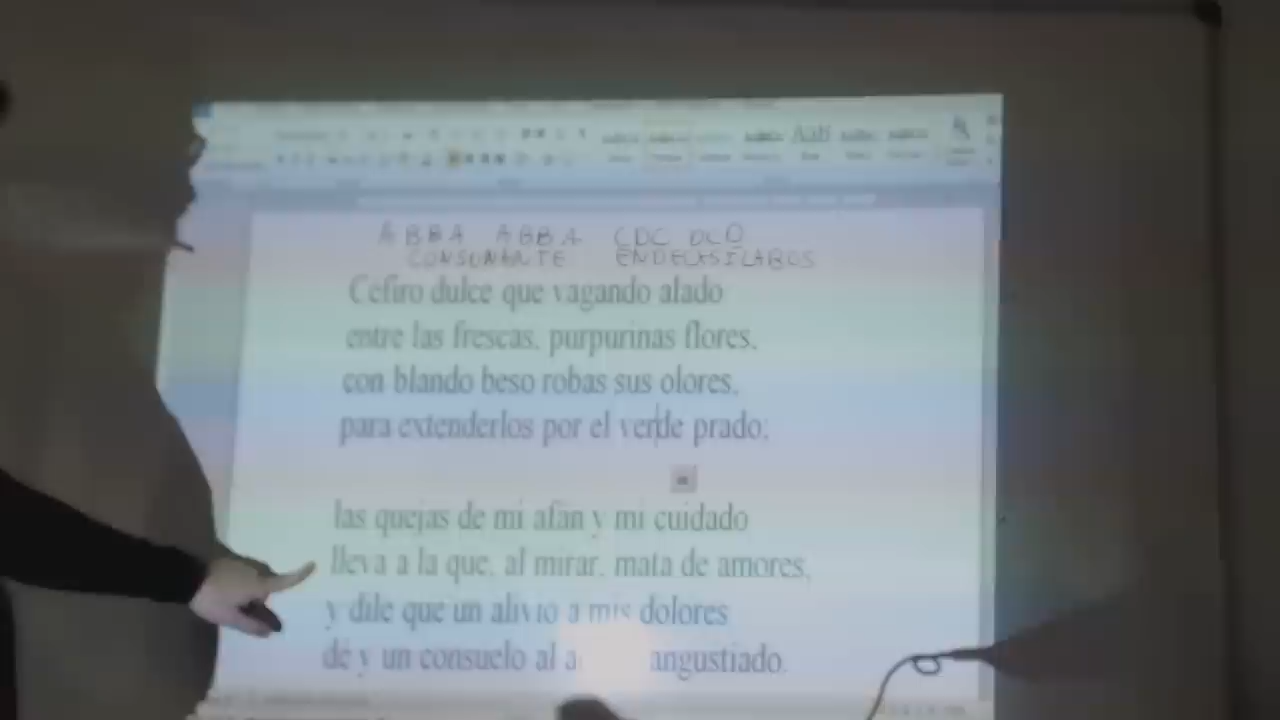 ABBA ABBA CDC DCD
CONSONANTE ENDECASILABOS
Céfiro dulce que vagando alado
entre las frescas, purpurinas flores,
con blando beso robas sus olores,
para extenderlos por el verde prado;
las quejas de mi afán y mi cuidado
lleva a la que, al mirar, mata de amores,
y dile que un alivio a mis dolores
dé y un consuelo al a angustiado.